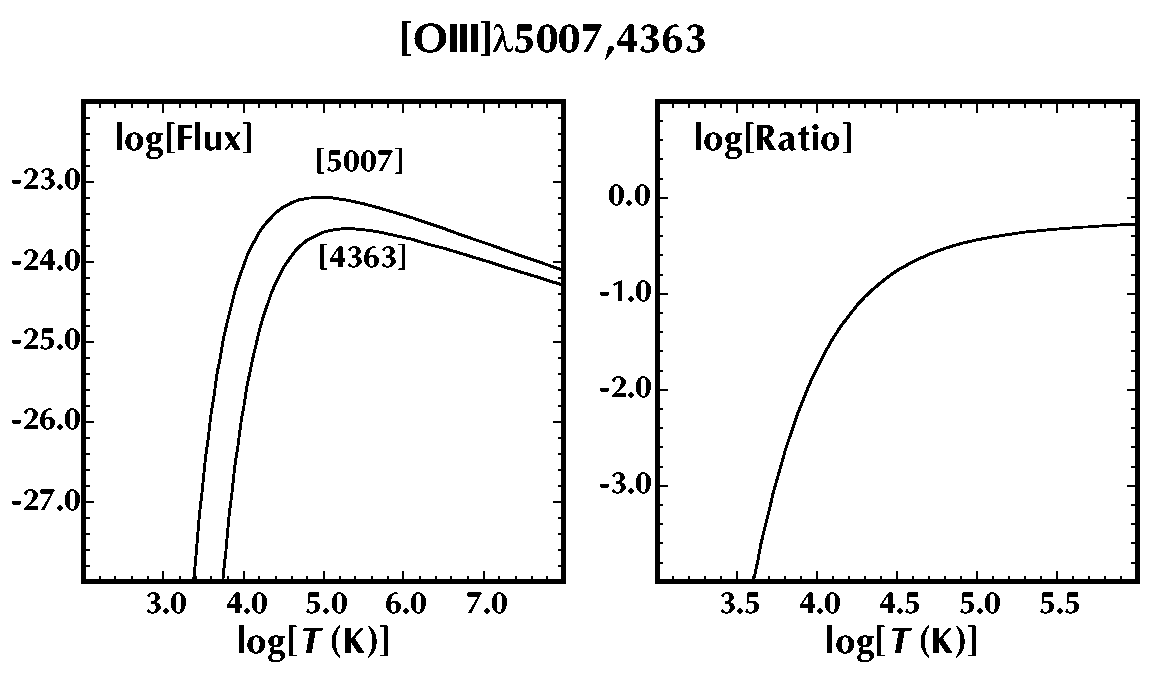 [OIII]λ5007,4363
log[Flux]
[5007]
[4363]
-23.0
-24.0
-25.0
-26.0
-27.0
3.0 4.0 5.0 6.0 7.0
log[T (K)]
log[Ratio]
0.0
-1.0
-2.0
-3.0
3.5 4.0 4.5 5.0 5.5
log[T (K)]